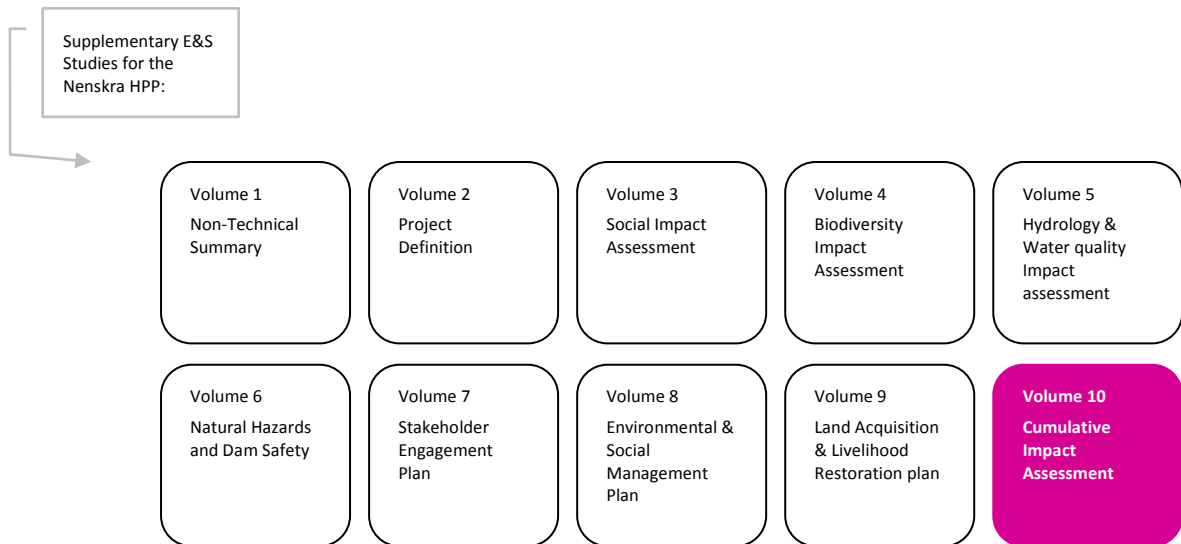 Supplementary E&S
Studies for the
Nenskra HPP:
Volume 1
Non-Technical
Summary
Volume 2
Project
Definition
Volume 3
Social Impact
Assessment
Volume 4
Biodiversity
Impact
Assessment
Volume 5
Hydrology &
Water quality
Impact
assessment
Volume 6
Natural Hazards
and Dam Safety
Volume 7
Stakeholder
Engagement
Plan
Volume 8
Environmental &
Social
Management
Plan
Volume 9
Land Acquisition
& Livelihood
Restoration plan
Volume 10
Cumulative
Impact
Assessment